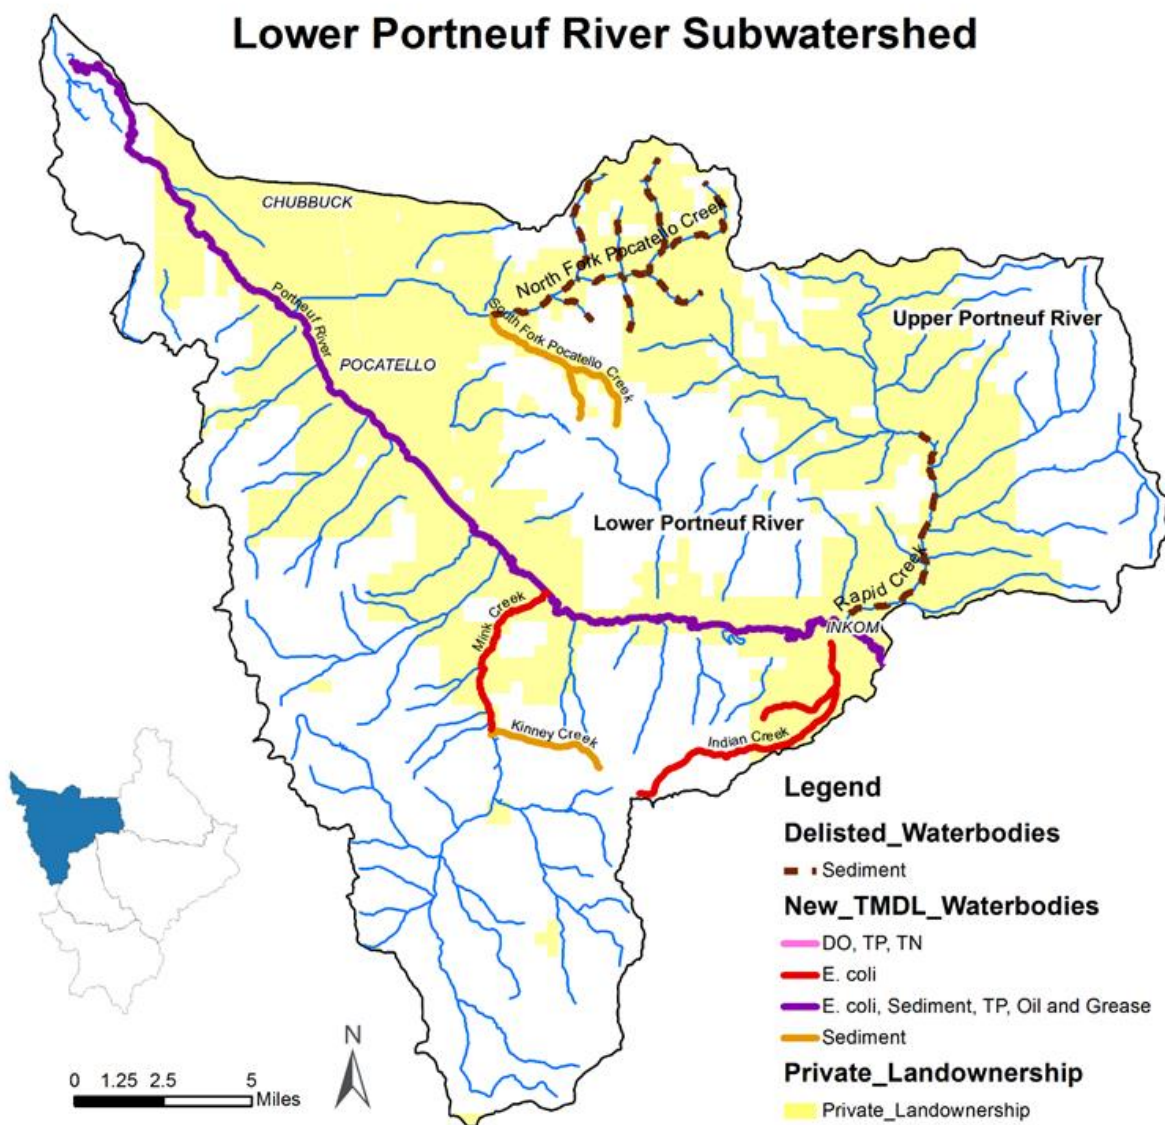 Lower Portneuf River Subwatershed
CHUBBUCK
North Fork Pocatello Creek
Portneuf River
South Fork Pocatello Creek
Upper Portneuf River
POCATELLO
Lower Portneuf River
Rapid Creek
Mink Creek
INKOM
Kinney Creek
Indian Creek
Legend
Delisted_Waterbodies
Sediment
New_TMDL_Waterbodies
DO, TP, TN
E. coli
E. coli, Sediment, TP, Oil and Grease
Sediment
Private_Landownership
Private_Landownership
N
0 1.25 2.5 5
Miles